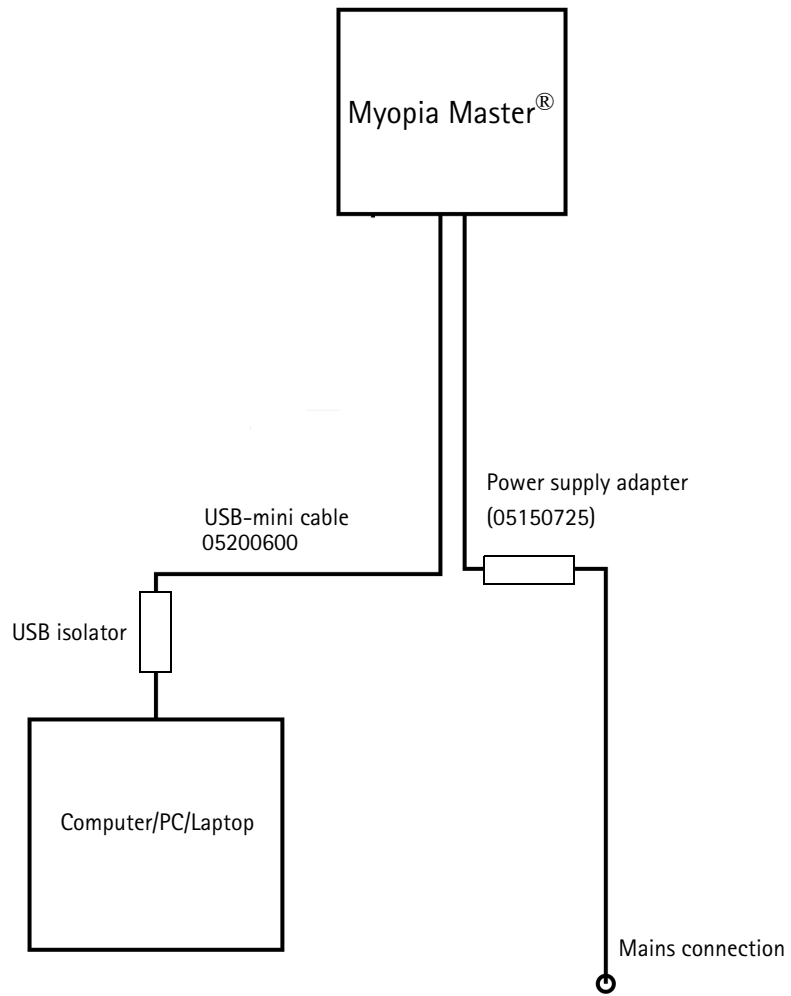 Myopia Master®
Power supply adapter
(05150725)
USB-mini cable
05200600
USB isolator
Computer/PC/Laptop
Mains connection